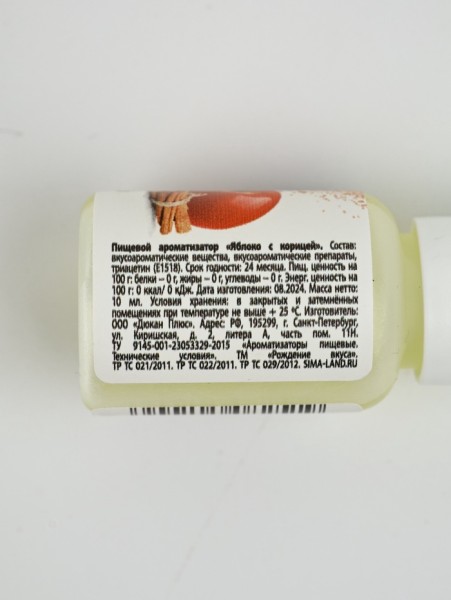 Пищевой ароматизатор «Яблоко с корицей». Состав:
вкусоароматические вещества, вкусоароматические препараты,
триацетин (Е1518). Срок годности: 24 месяца. Пищ. ценность на
100 г: белки – 0 г, жиры – 0 г, углеводы – 0 г. Энерг. ценность на
100 г: 0 ккал/ 0 кДж. Дата изготовления: 08.2024. Масса нетто:
10 мл. Условия хранения: в закрытых и затемнённых
помещениях при температуре не выше + 25 °С. Изготовитель:
ООО «Дюкан Плюс». Адрес: РФ, 195299, г. Санкт-Петербург,
ул. Киришская, д. 2, литера А, часть пом. 11Н.
ТУ 9145-001-23053329-2015 «Ароматизаторы пищевые.
Технические условия». ТМ «Рождение вкуса».
ТР ТС 021/2011. ТР ТС 022/2011. ТР ТС 029/2012. SIMA-LAND.RU